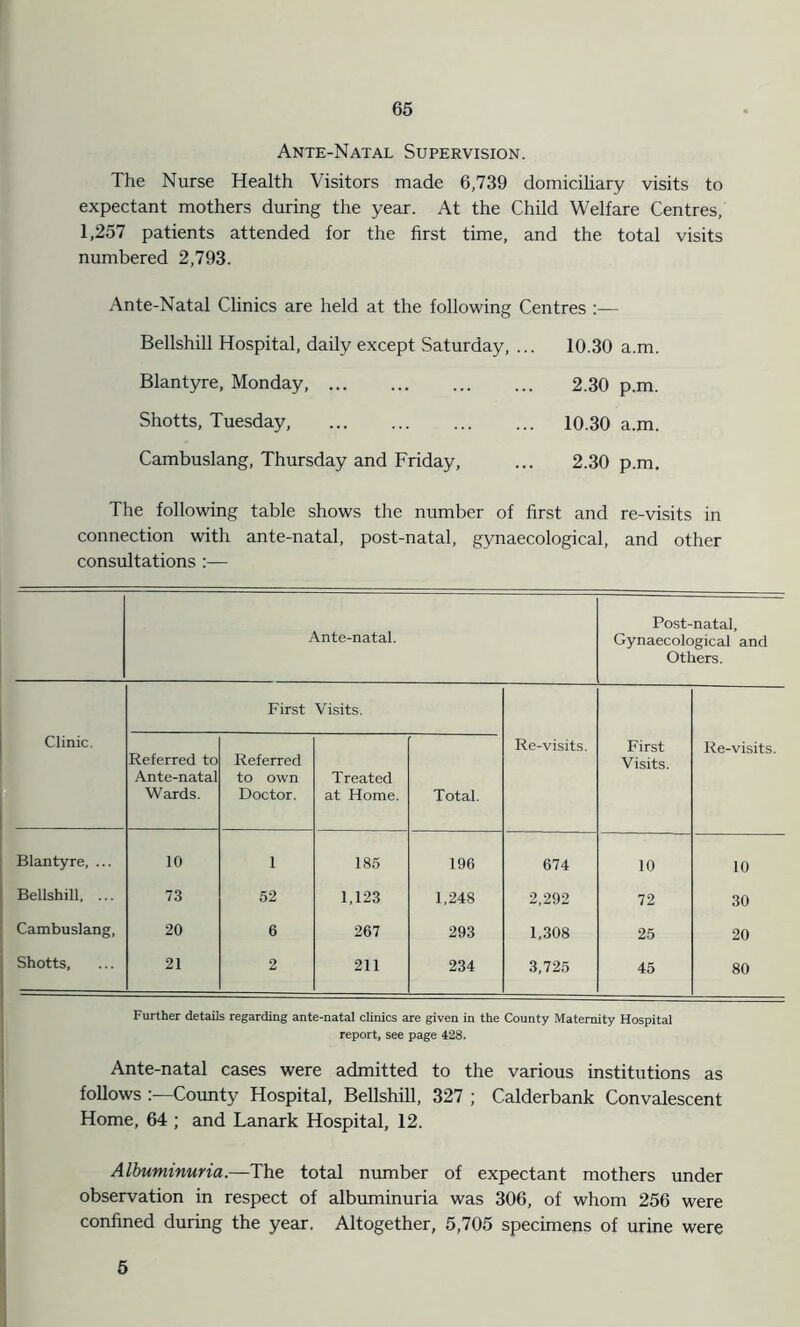 65
Ante-Natal Supervision.
The Nurse Health Visitors made 6,739 domiciliary visits to
expectant mothers during the year. At the Child Welfare Centres,
1,257 patients attended for the first time, and the total visits
numbered 2,793.
Ante-Natal Clinics are held at the following Centres :—
Bellshill Hospital, daily except Saturday, ... 10.30 a.m.
Blantyre, Monday, ... ... ... ... 2.30 p.m.
Shotts, Tuesday, ... ... ... ... 10.30 a.m.
Cambuslang, Thursday and Friday, ... 2.30 p.m.
The following table shows the number of first and re-visits in
connection with ante-natal, post-natal, gynaecological, and other
consultations :—
Ante-natal.
Post-natal,
Gynaecological and
Others.
Clinic.
First Visits.
Re-visits.
First
Visits.
Re-visits.
Referred to
Ante-natal
Wards.
Referred
to own
Doctor.
Treated
at Home.
Total.
Blantyre, ... 10 1 185 196 674 10 10
Bellshill, ... 73 52 1,123 1,248 2,292 72 30
Cambuslang, 20 6 267 293 1,308 25 20
Shotts, ... 21 2 211 234 3,725 45 80
Further details regarding ante-natal clinics are given in the County Maternity Hospital
report, see page 428.
Ante-natal cases were admitted to the various institutions as
follows :—County Hospital, Bellshill, 327 ; Calderbank Convalescent
Home, 64 ; and Lanark Hospital, 12.
Albuminuria.—The total number of expectant mothers under
observation in respect of albuminuria was 306, of whom 256 were
confined during the year. Altogether, 5,705 specimens of urine were
5